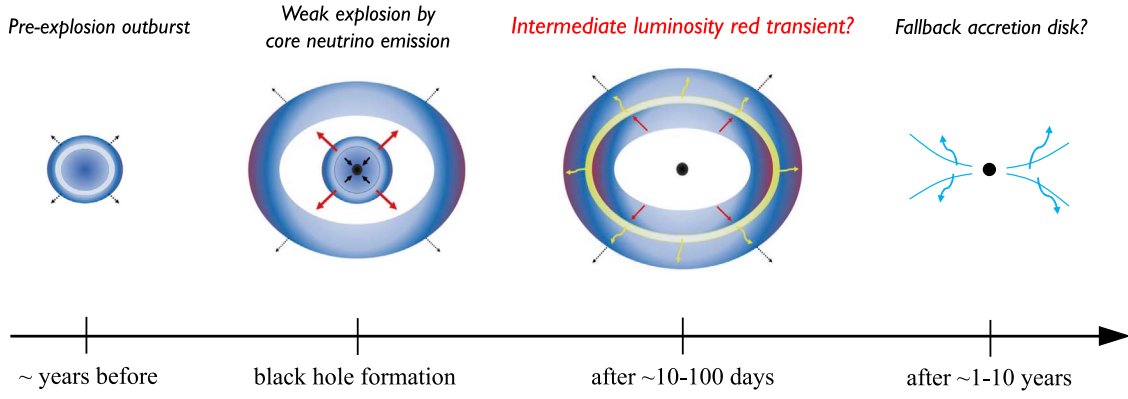 Pre-explosion outburst
Weak explosion by
core neutrino emission
Intermediate luminosity red transient?
Fallback accretion disk?
~ years before
black hole formation
after ~10-100 days
after ~1-10 years